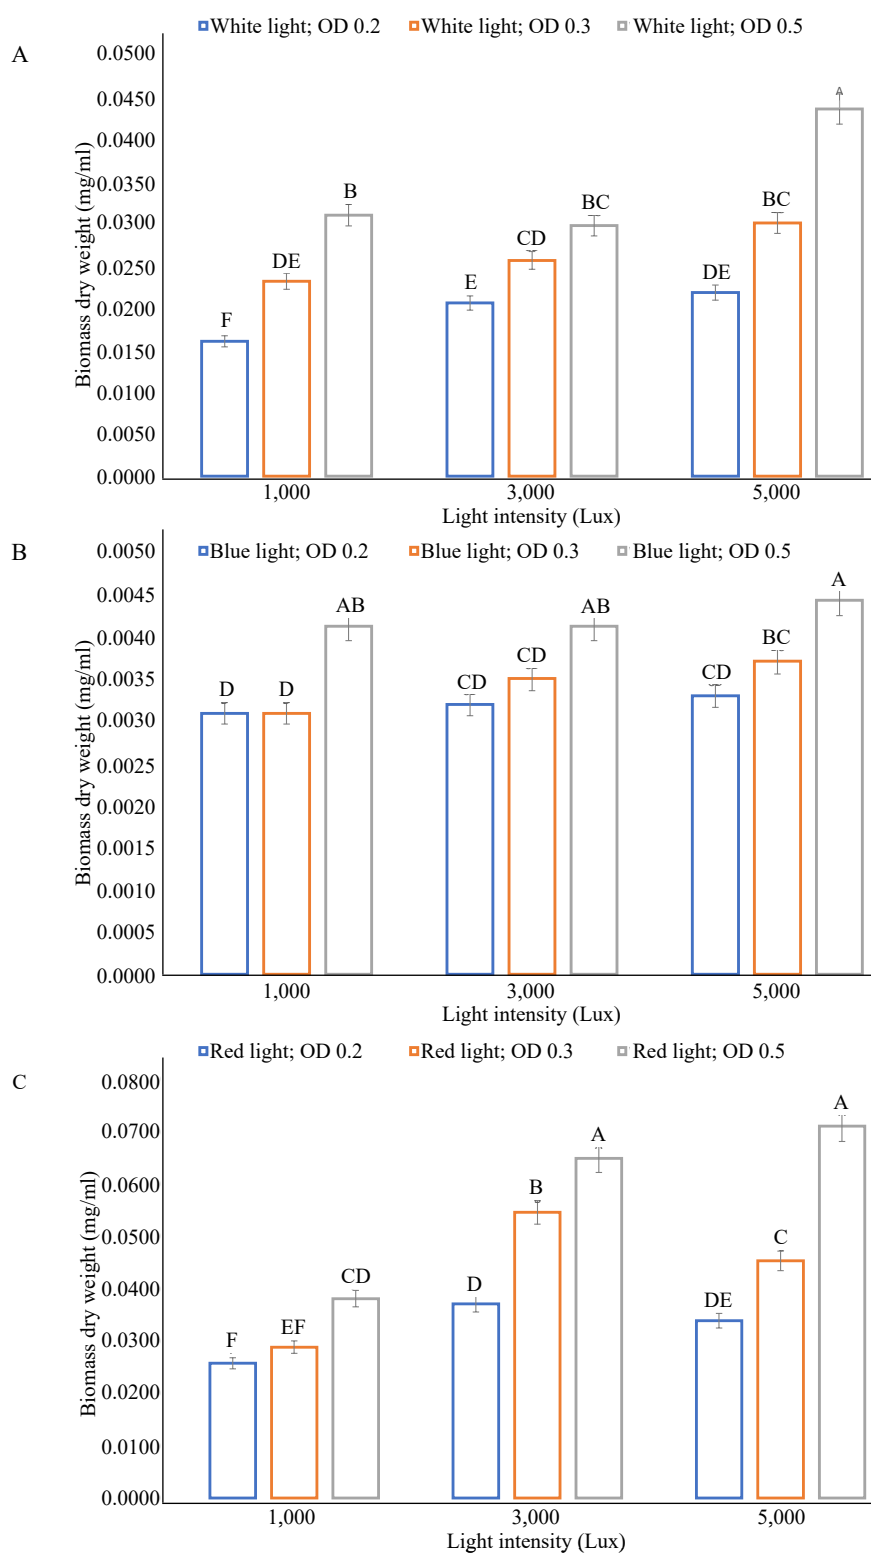 White light; OD 0.2 White light; OD 0.3 White light; OD 0.5
A
0.0500
0.0450
0.0400
0.0350
0.0300
0.0250
0.0200
0.0150
0.0100
0.0050
0.0000
Biomass dry weight (mg/ml)
F DE B E CD BC DE BC A
1,000 3,000 5,000
Light intensity (Lux)
B
Blue light; OD 0.2 Blue light; OD 0.3 Blue light; OD 0.5
0.0050
0.0045
0.0040
0.0035
0.0030
0.0025
0.0020
0.0015
0.0010
0.0005
0.0000
Biomass dry weight (mg/ml)
D D AB CD CD AB CD BC A
1,000 3,000 5,000
Light intensity (Lux)
Red light; OD 0.2 Red light; OD 0.3 Red light; OD 0.5
C
0.0800
0.0700
0.0600
0.0500
0.0400
0.0300
0.0200
0.0100
0.0000
Biomass dry weight (mg/ml)
F EF CD D B A DE C A
1,000 3,000 5,000
Light intensity (Lux)